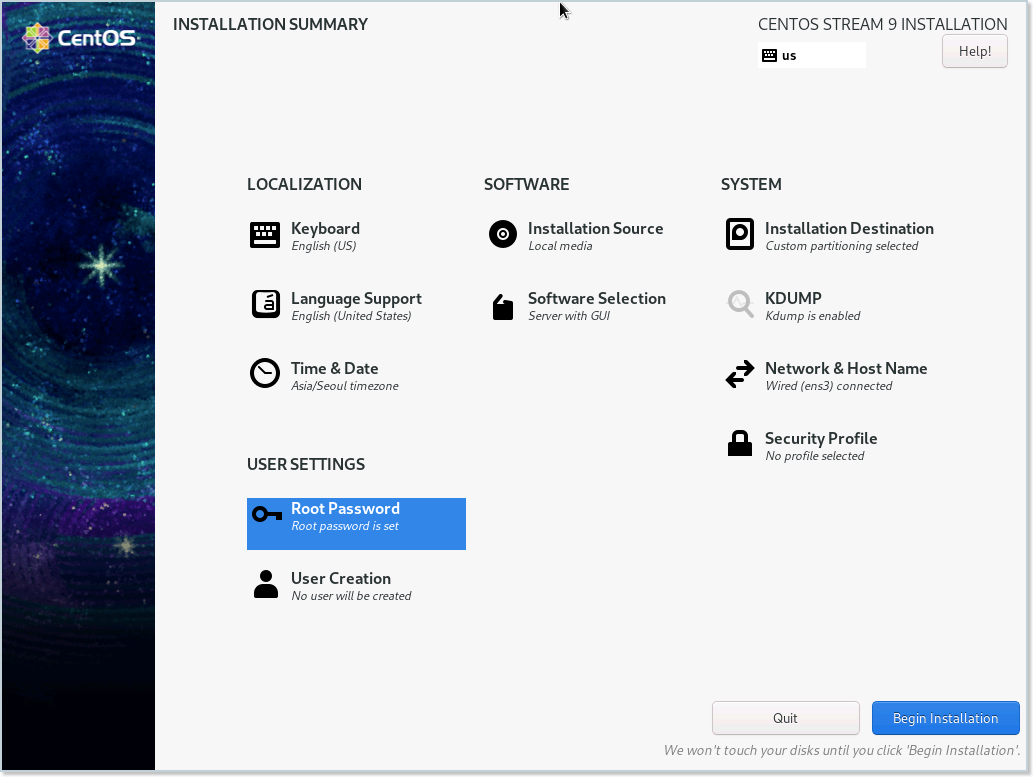 CentOS
INSTALLATION SUMMARY
CENTOS STREAM 9 INSTALLATION
us
Help!
LOCALIZATION
Keyboard
English (US)
Language Support
English (United States)
Time & Date
Asia/Seoul timezone
SOFTWARE
Installation Source
Local media
Software Selection
Server with GUI
SYSTEM
Installation Destination
Custom partitioning selected
KDUMP
Kdump is enabled
Network & Host Name
Wired (ens3) connected
Security Profile
No profile selected
USER SETTINGS
Root Password
Root password is set
User Creation
No user will be created
Quit
Begin Installation
We won't touch your disks until you click 'Begin Installation'.